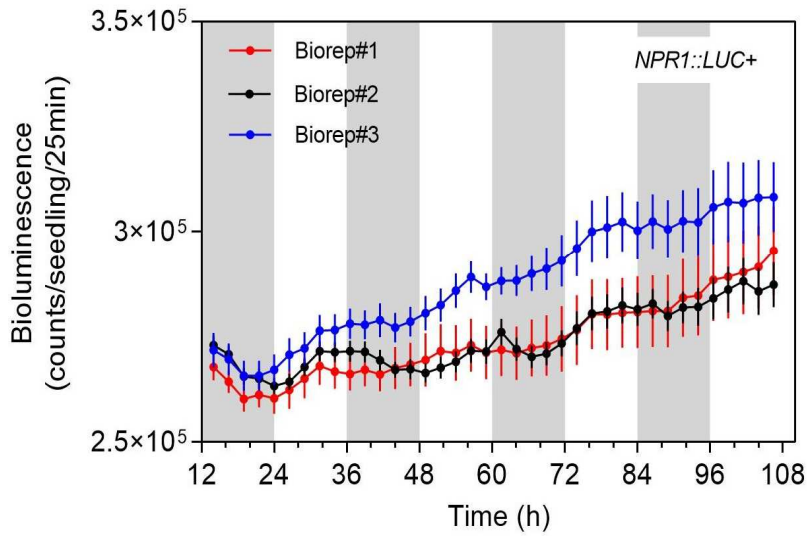 3.5×10⁵
3×10⁵
2.5×10⁵
Bioluminescence
(counts/seedling/25min)
Biorep#1
Biorep#2
Biorep#3
NPR1::LUC+
12 24 36 48 60 72 84 96 108
Time (h)